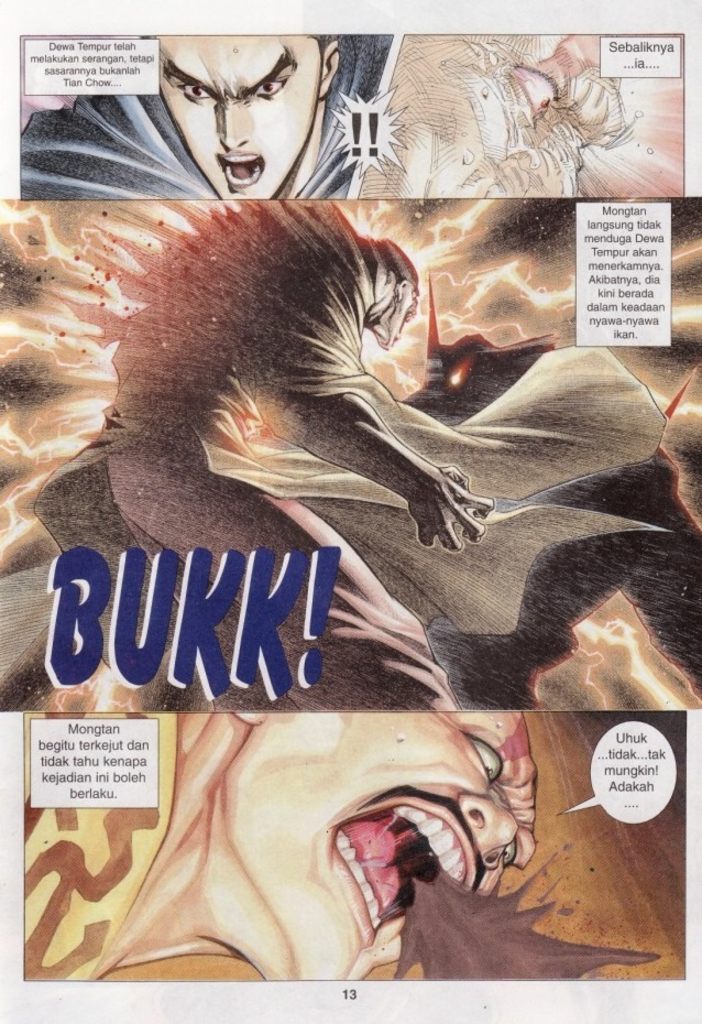 Dewa Tempur telah
melakukan serangan, tetapi
sasarannya bukanlah
Tian Chow....
!!
Sebaliknya
...ia....
Mongtan
langsung tidak
menduga Dewa
Tempur akan
menerkamnya.
Akibatnya, dia
kini berada
dalam keadaan
nyawa-nyawa
ikan.
BUKK!
Mongtan
begitu terkejut dan
tidak tahu kenapa
kejadian ini boleh
berlaku.
Uhuk
...tidak...tak
mungkin!
Adakah
....
13